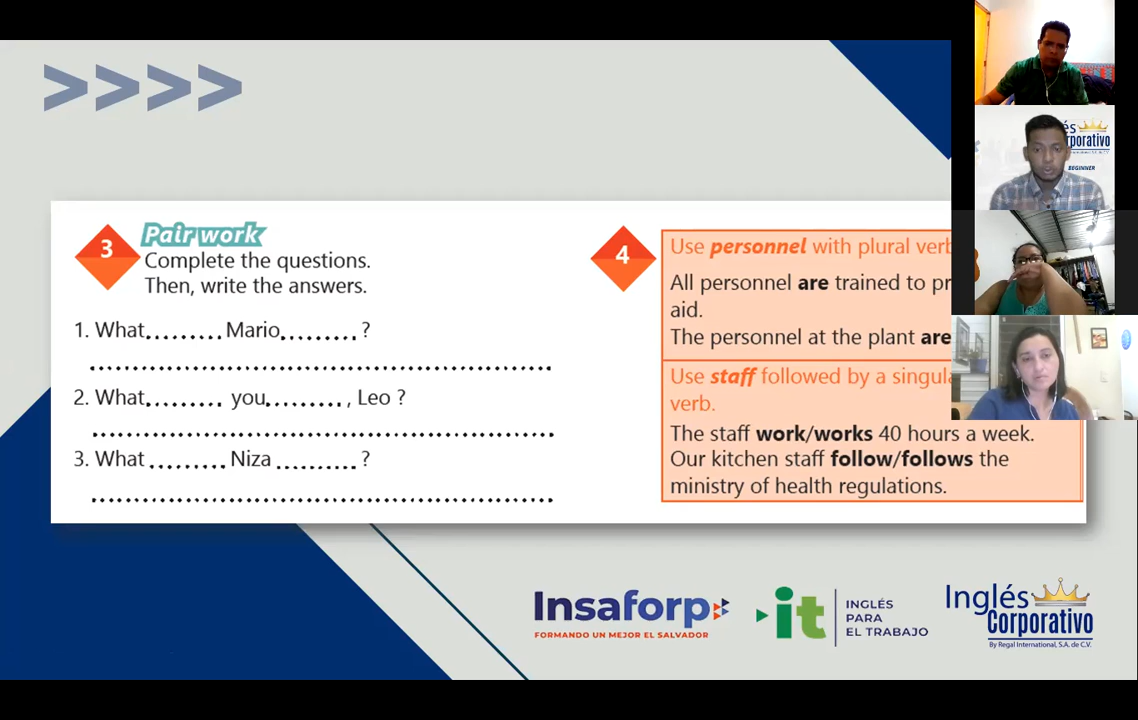 >>>>
3
Pair work
Complete the questions.
Then, write the answers.
1. What......... Mario......... ?
2. What......... you......... , Leo ?
3. What ......... Niza ......... ?
4
Use personnel with plural verb
All personnel are trained to pr
aid.
The personnel at the plant are
Use staff followed by a singula
verb.
The staff work/works 40 hours a week.
Our kitchen staff follow/follows the
ministry of health regulations.
Insaforp
FORMANDO UN MEJOR EL SALVADOR
it
INGLÉS
PARA
EL TRABAJO
Inglés
Corporativo
By Regal International, S.A. de C.V.
és
rporativo
BEGINNER